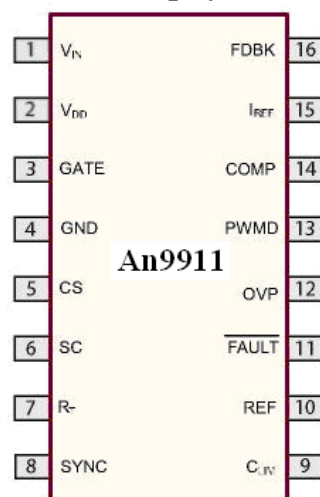 1 VIN FDBK 16
2 VDD IREF 15
3 GATE COMP 14
4 GND PWMD 13
An9911
5 CS OVP 12
6 SC FAULT 11
7 RT REF 10
8 SYNC CLIM 9